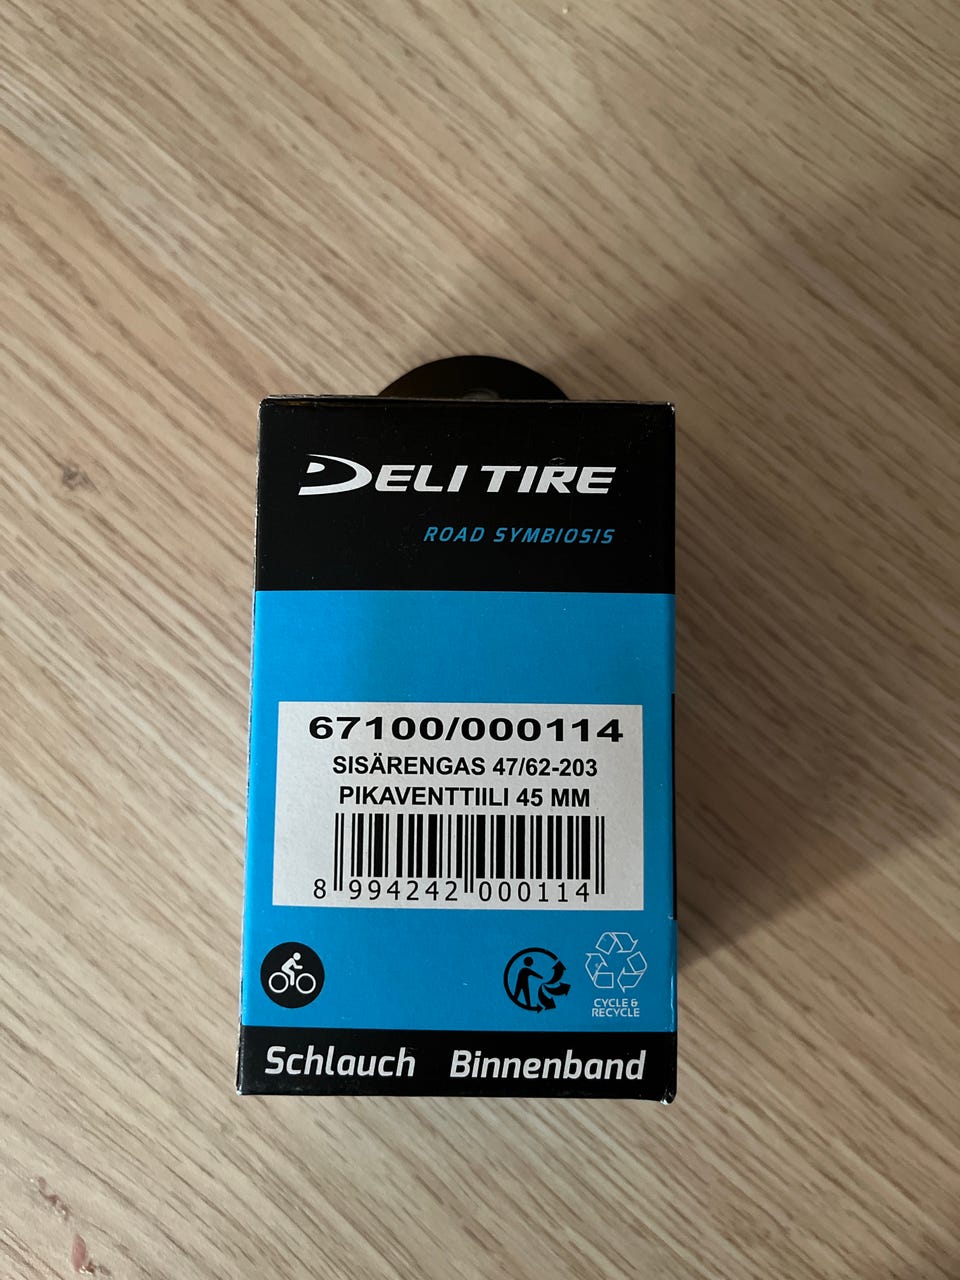 DELI TIRE
ROAD SYMBIOSIS
67100/000114
SISÄRENGAS 47/62-203
PIKAVENTTIILI 45 MM
8 994242 000114
CYCLE &
RECYCLE
Schlauch Binnenband